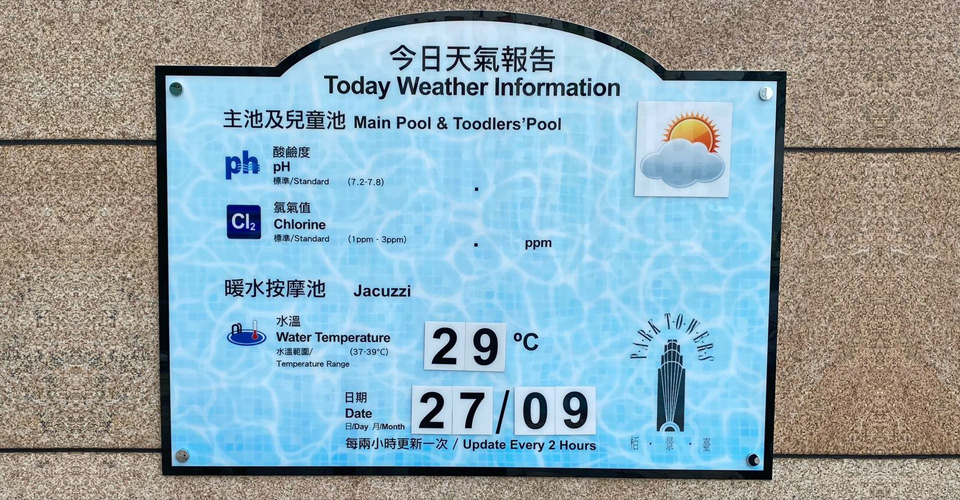 今日天氣報告
Today Weather Information
主池及兒童池 Main Pool & Toodlers'Pool
ph
酸鹼度
pH
標準/Standard (7.2-7.8)
.
Cl₂
氯氣值
Chlorine
標準/Standard (1ppm - 3ppm)
. ppm
暖水按摩池 Jacuzzi
水溫
Water Temperature
水溫範圍/ (37-39℃)
Temperature Range
29 ºC
日期
Date
日/Day 月/Month
27/09
每兩小時更新一次 / Update Every 2 Hours
PARK TOWERS
栢·景·臺